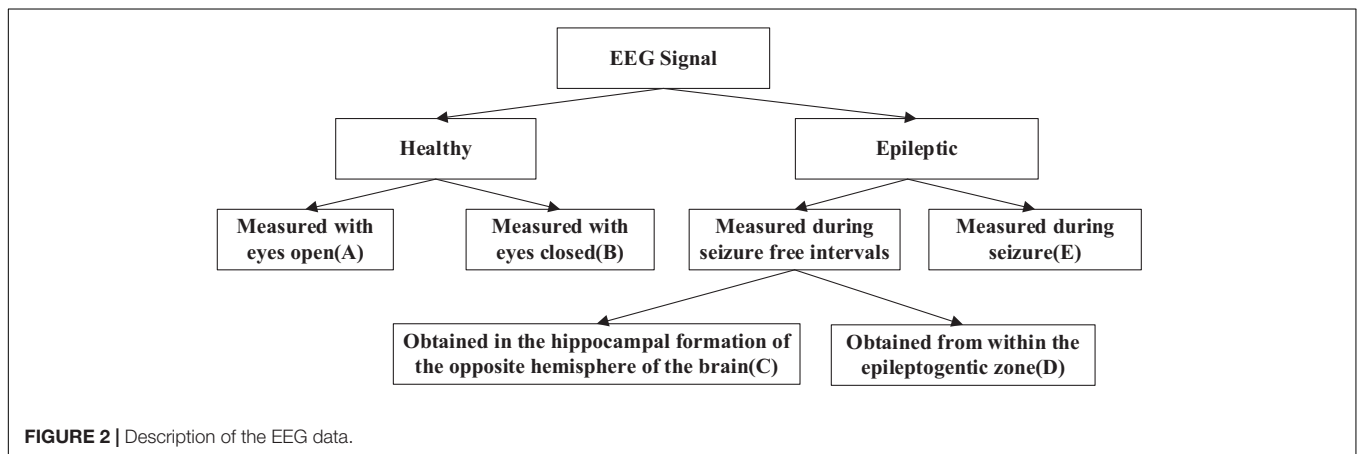 EEG Signal
Healthy
Epileptic
Measured with
eyes open(A)
Measured with
eyes closed(B)
Measured during
seizure free intervals
Measured during
seizure(E)
Obtained in the hippocampal formation of
the opposite hemisphere of the brain(C)
Obtained from within the
epileptogentic zone(D)
FIGURE 2 | Description of the EEG data.